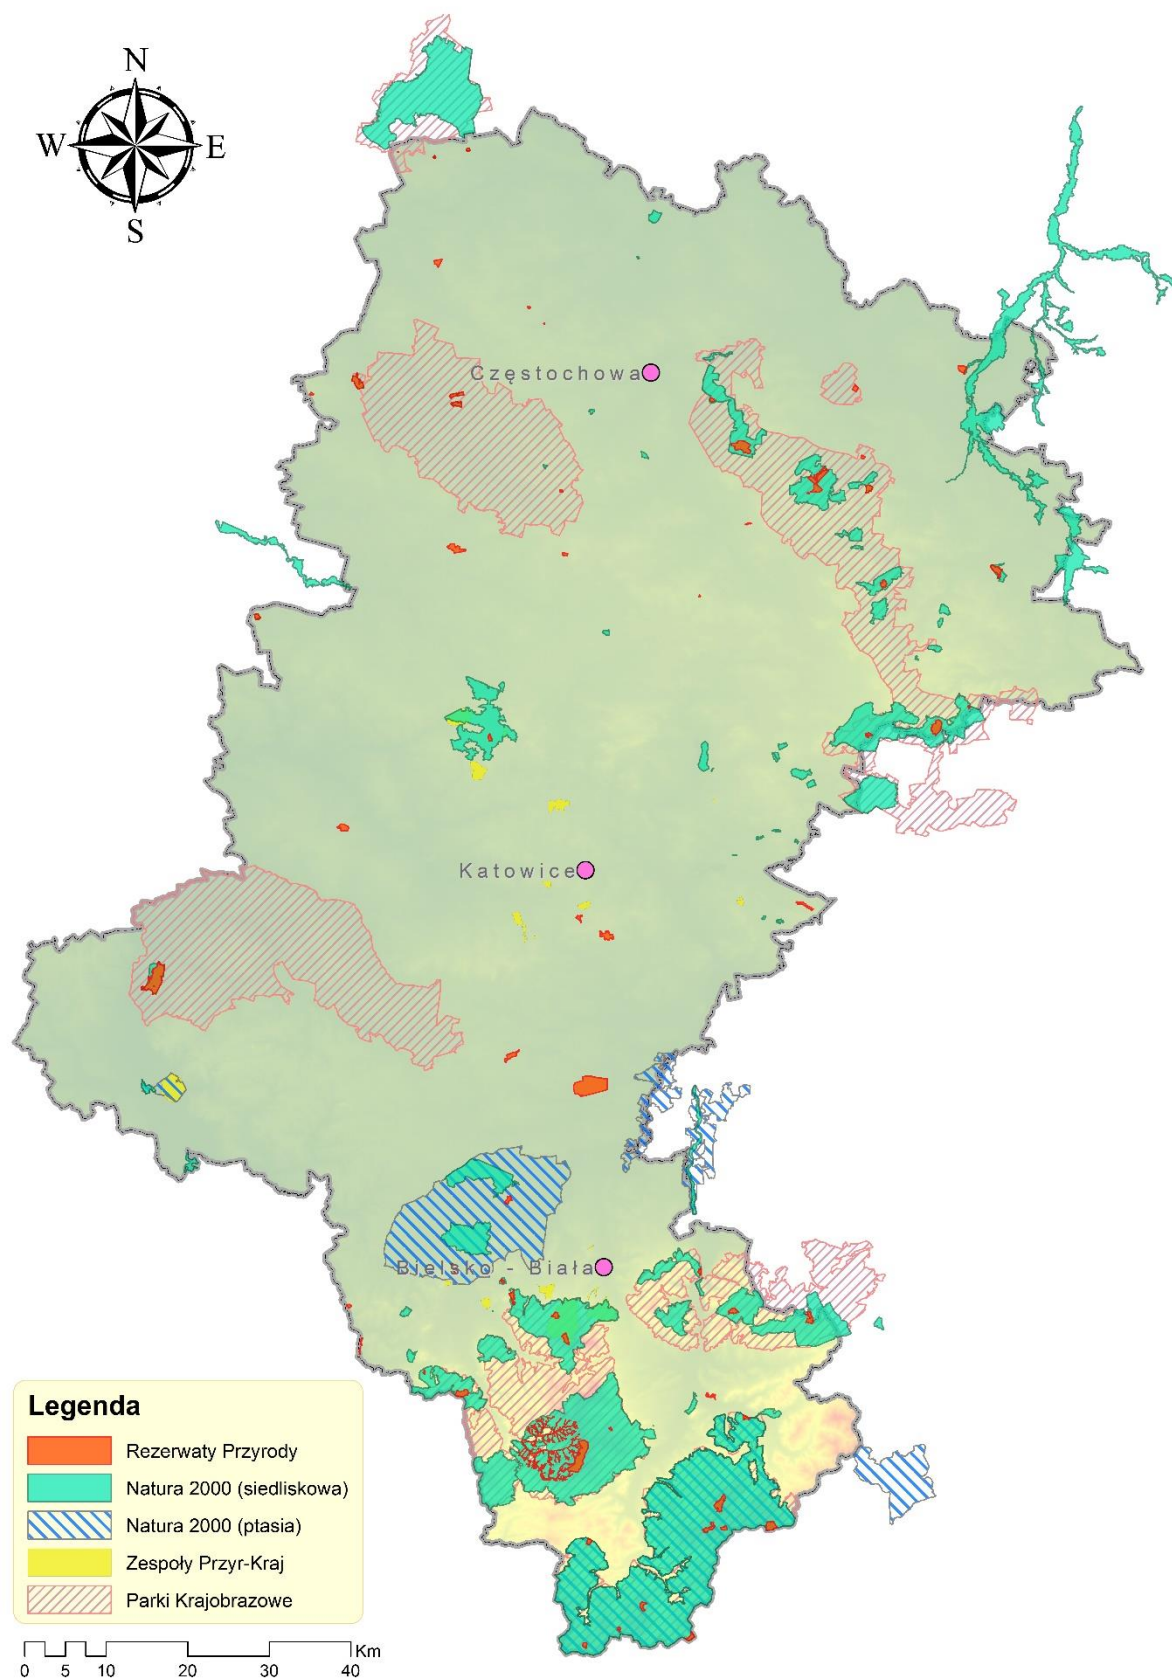 N
W E
S
Częstochowa
Katowice
Bielsko - Biała
Legenda
Rezerwaty Przyrody
Natura 2000 (siedliskowa)
Natura 2000 (ptasia)
Zespoły Przyr-Kraj
Parki Krajobrazowe
Km
0 5 10 20 30 40